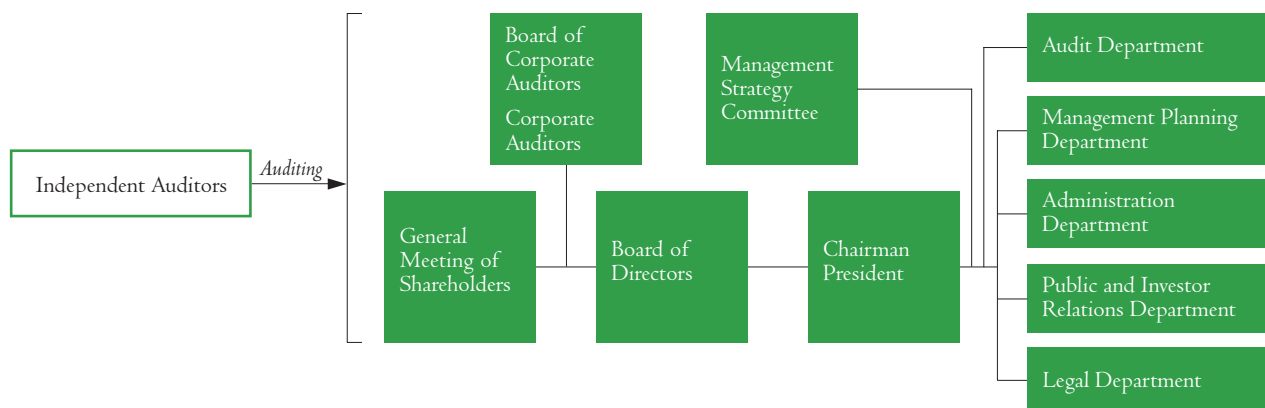 Independent Auditors
Auditing
Board of
Corporate
Auditors
Corporate
Auditors
General
Meeting of
Shareholders
Board of
Directors
Management
Strategy
Committee
Chairman
President
Audit Department
Management Planning
Department
Administration
Department
Public and Investor
Relations Department
Legal Department